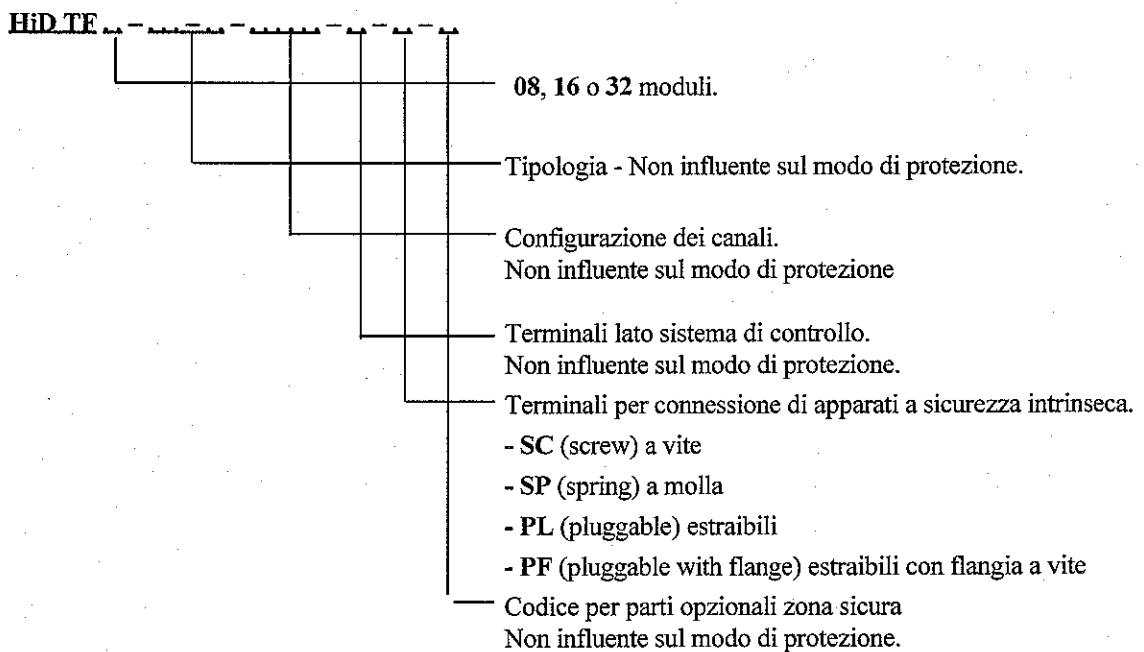 HiD TF .. - ...... - ...... - .. - .. - ..
08, 16 o 32 moduli.
Tipologia - Non influente sul modo di protezione.
Configurazione dei canali.
Non influente sul modo di protezione
Terminali lato sistema di controllo.
Non influente sul modo di protezione.
Terminali per connessione di apparati a sicurezza intrinseca.
- SC (screw) a vite
- SP (spring) a molla
- PL (pluggable) estraibili
- PF (pluggable with flange) estraibili con flangia a vite
Codice per parti opzionali zona sicura
Non influente sul modo di protezione.